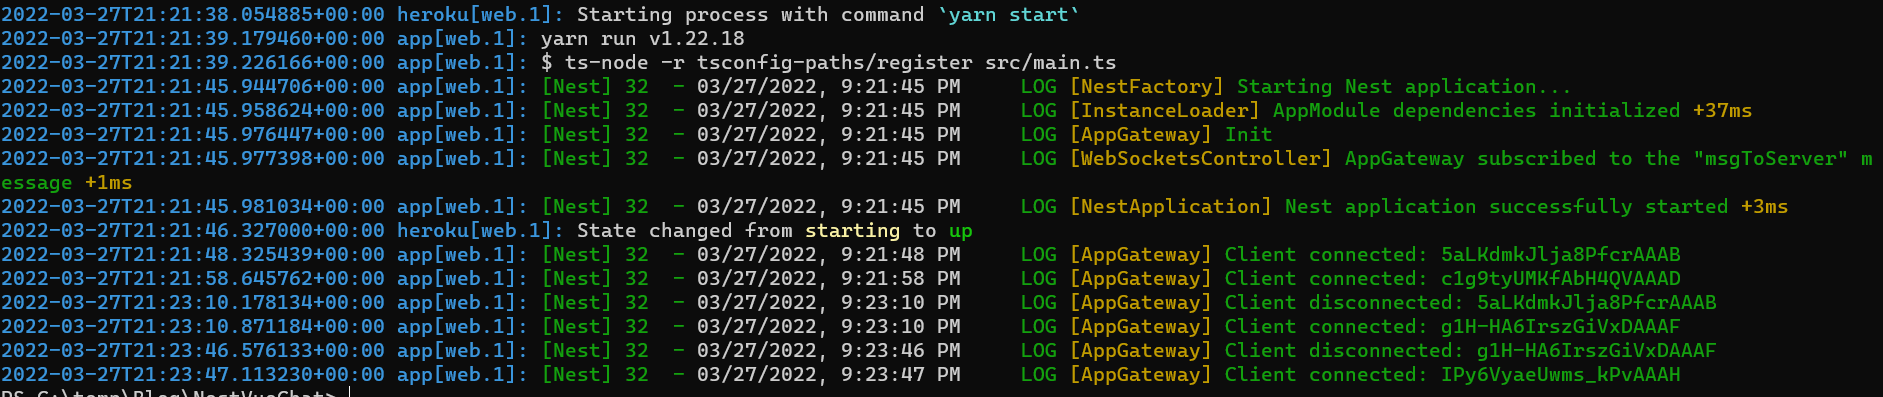 2022-03-27T21:21:38.054885+00:00 heroku[web.1]: Starting process with command `yarn start`
2022-03-27T21:21:39.179460+00:00 app[web.1]: yarn run v1.22.18
2022-03-27T21:21:39.226166+00:00 app[web.1]: $ ts-node -r tsconfig-paths/register src/main.ts
2022-03-27T21:21:45.944706+00:00 app[web.1]: [Nest] 32  - 03/27/2022, 9:21:45 PM     LOG [NestFactory] Starting Nest application...
2022-03-27T21:21:45.958624+00:00 app[web.1]: [Nest] 32  - 03/27/2022, 9:21:45 PM     LOG [InstanceLoader] AppModule dependencies initialized +37ms
2022-03-27T21:21:45.976447+00:00 app[web.1]: [Nest] 32  - 03/27/2022, 9:21:45 PM     LOG [AppGateway] Init
2022-03-27T21:21:45.977398+00:00 app[web.1]: [Nest] 32  - 03/27/2022, 9:21:45 PM     LOG [WebSocketsController] AppGateway subscribed to the "msgToServer" m
essage +1ms
2022-03-27T21:21:45.981034+00:00 app[web.1]: [Nest] 32  - 03/27/2022, 9:21:45 PM     LOG [NestApplication] Nest application successfully started +3ms
2022-03-27T21:21:46.327000+00:00 heroku[web.1]: State changed from starting to up
2022-03-27T21:21:48.325439+00:00 app[web.1]: [Nest] 32  - 03/27/2022, 9:21:48 PM     LOG [AppGateway] Client connected: 5aLKdmkJlja8PfcrAAAB
2022-03-27T21:21:58.645762+00:00 app[web.1]: [Nest] 32  - 03/27/2022, 9:21:58 PM     LOG [AppGateway] Client connected: c1g9tyUMKfAbH4QVAAAD
2022-03-27T21:23:10.178134+00:00 app[web.1]: [Nest] 32  - 03/27/2022, 9:23:10 PM     LOG [AppGateway] Client disconnected: 5aLKdmkJlja8PfcrAAAB
2022-03-27T21:23:10.871184+00:00 app[web.1]: [Nest] 32  - 03/27/2022, 9:23:10 PM     LOG [AppGateway] Client connected: g1H-HA6IrszGiVxDAAAF
2022-03-27T21:23:46.576133+00:00 app[web.1]: [Nest] 32  - 03/27/2022, 9:23:46 PM     LOG [AppGateway] Client disconnected: g1H-HA6IrszGiVxDAAAF
2022-03-27T21:23:47.113230+00:00 app[web.1]: [Nest] 32  - 03/27/2022, 9:23:47 PM     LOG [AppGateway] Client connected: IPy6VyaeUwms_kPvAAAH
PS C:\temp\Blog\NestVueChat>